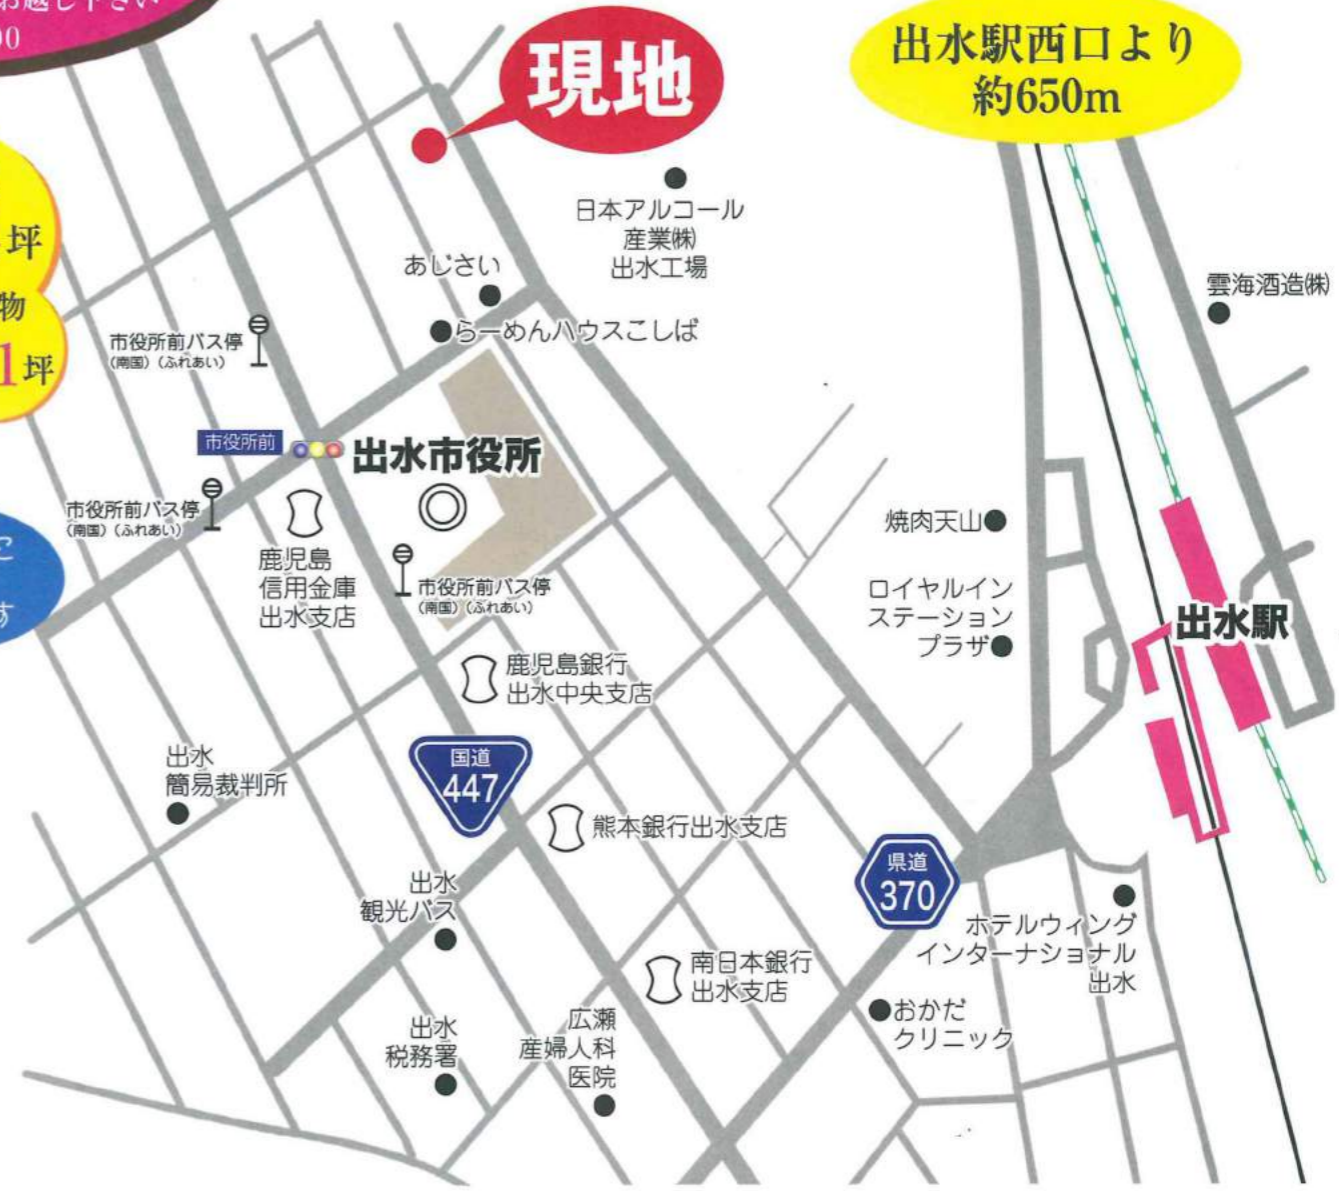 お越し下さい
00
現地
出水駅西口より
約650m
坪
物
1坪
日本アルコール
産業㈱
出水工場
あじさい
らーめんハウスこしば
雲海酒造㈱
市役所前バス停
(南国)(ふれあい)
市役所前
出水市役所
市役所前バス停
(南国)(ふれあい)
鹿児島
信用金庫
出水支店
市役所前バス停
(南国)(ふれあい)
焼肉天山
ロイヤルイン
ステーション
プラザ
出水駅
鹿児島銀行
出水中央支店
国道
447
出水
簡易裁判所
熊本銀行出水支店
県道
370
出水
観光バス
ホテルウィング
インターナショナル
出水
南日本銀行
出水支店
おかだ
クリニック
出水
税務署
広瀬
産婦人科
医院